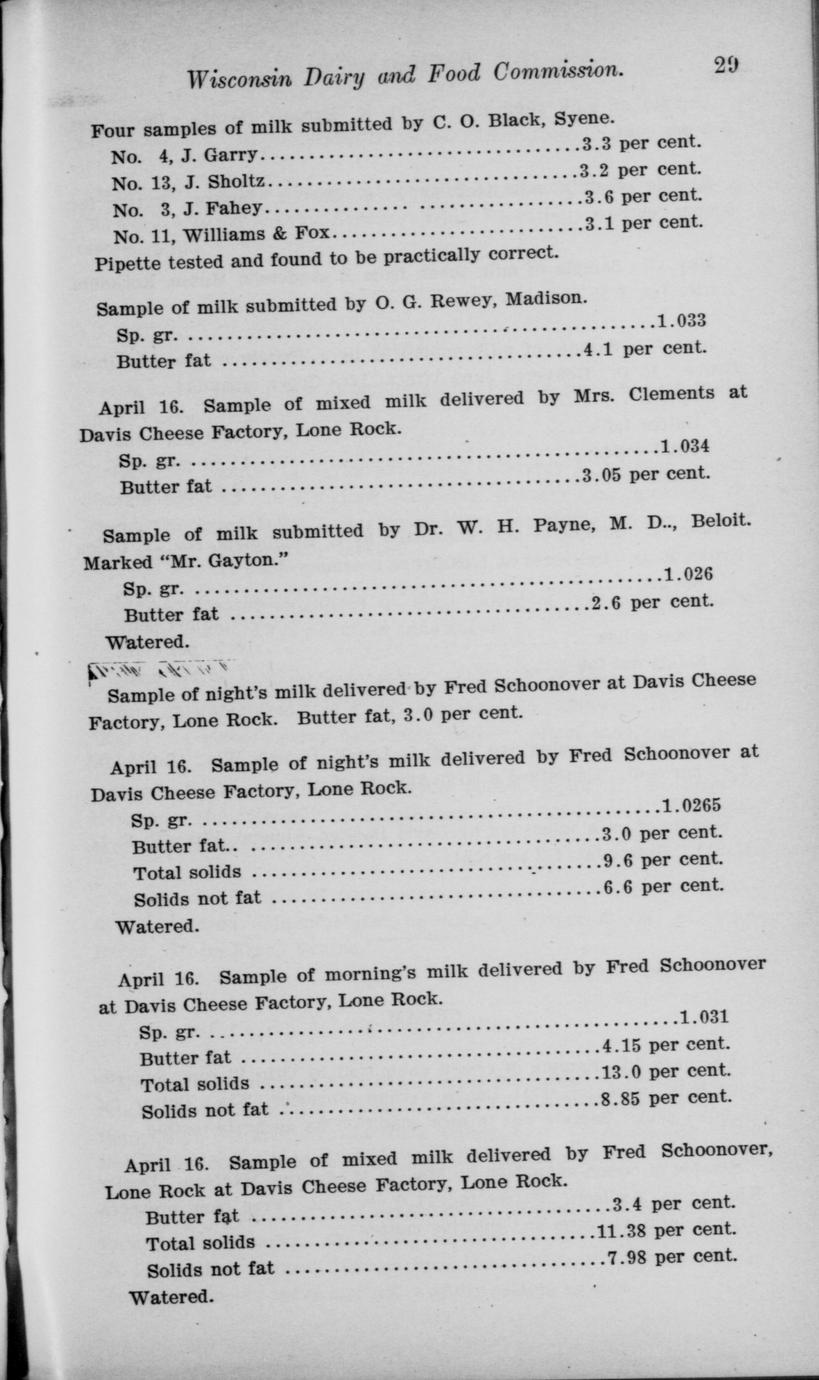 Wisconsin Dairy and Food Commission. 29
Four samples of milk submitted by C. O. Black, Syene.
No. 4, J. Garry................................3.3 per cent.
No. 13, J. Sholtz...............................3.2 per cent.
No. 3, J. Fahey............... .................3.6 per cent.
No. 11, Williams & Fox..........................3.1 per cent.
Pipette tested and found to be practically correct.
Sample of milk submitted by O. G. Rewey, Madison.
Sp. gr. ................................................1.033
Butter fat .....................................4.1 per cent.
April 16. Sample of mixed milk delivered by Mrs. Clements at
Davis Cheese Factory, Lone Rock.
Sp. gr. ................................................1.034
Butter fat .....................................3.05 per cent.
Sample of milk submitted by Dr. W. H. Payne, M. D.., Beloit.
Marked “Mr. Gayton.”
Sp. gr. ................................................1.026
Butter fat .....................................2.6 per cent.
Watered.
Sample of night’s milk delivered by Fred Schoonover at Davis Cheese
Factory, Lone Rock. Butter fat, 3.0 per cent.
April 16. Sample of night’s milk delivered by Fred Schoonover at
Davis Cheese Factory, Lone Rock.
Sp. gr. ................................................1.0265
Butter fat.. ....................................3.0 per cent.
Total solids ....................................9.6 per cent.
Solids not fat ..................................6.6 per cent.
Watered.
April 16. Sample of morning’s milk delivered by Fred Schoonover
at Davis Cheese Factory, Lone Rock.
Sp. gr. ................................................1.031
Butter fat .....................................4.15 per cent.
Total solids ...................................13.0 per cent.
Solids not fat .................................8.85 per cent.
April 16. Sample of mixed milk delivered by Fred Schoonover,
Lone Rock at Davis Cheese Factory, Lone Rock.
Butter fat .....................................3.4 per cent.
Total solids ..................................11.38 per cent.
Solids not fat .................................7.98 per cent.
Watered.